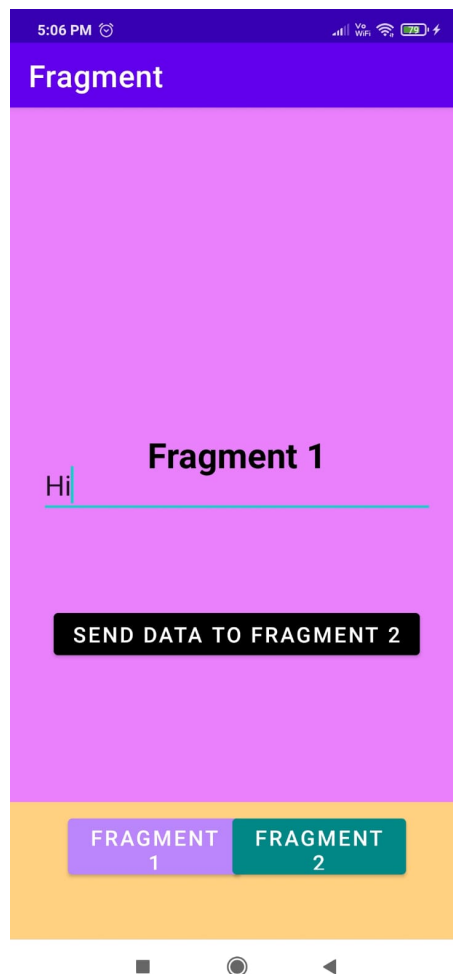 5:06 PM
Vo WiFi 79
Fragment
Fragment 1
Hi
SEND DATA TO FRAGMENT 2
FRAGMENT 1
FRAGMENT 2